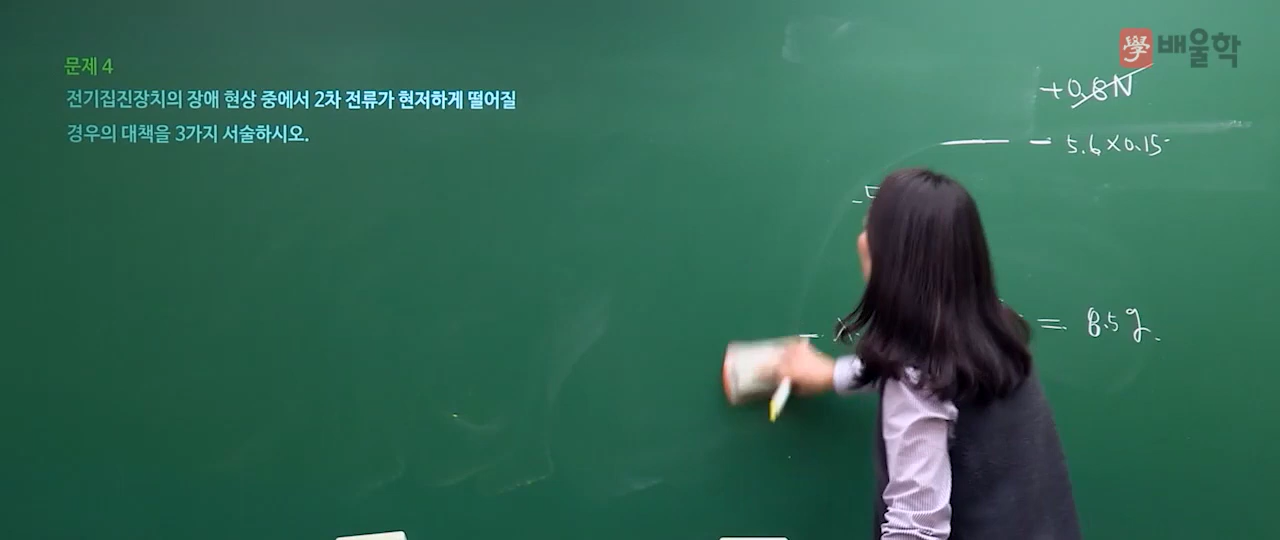 學 배울학
문제 4
전기집진장치의 장애 현상 중에서 2차 전류가 현저하게 떨어질
경우의 대책을 3가지 서술하시오.
+0.8N
5.6×0.15
= 8.5g.